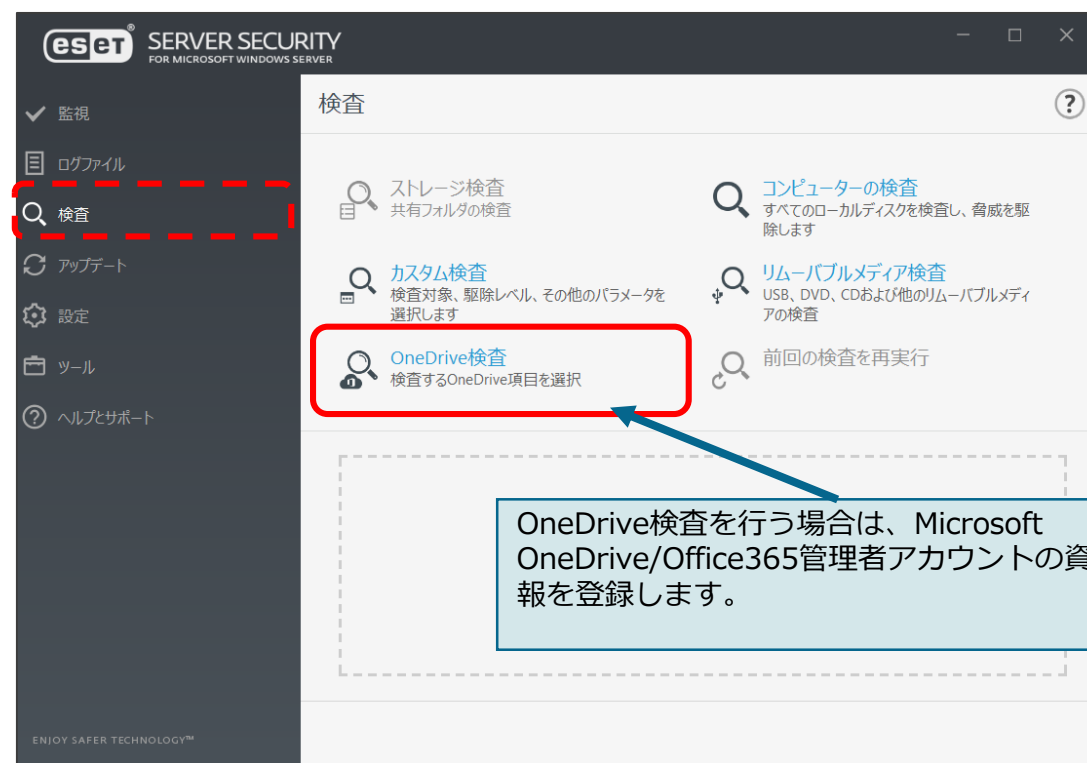 eset® SERVER SECURITY
FOR MICROSOFT WINDOWS SERVER
監視
ログファイル
検査
アップデート
設定
ツール
ヘルプとサポート
ENJOY SAFER TECHNOLOGY™
検査
?
ストレージ検査
共有フォルダの検査
コンピューターの検査
すべてのローカルディスクを検査し、脅威を駆
除します
カスタム検査
検査対象、駆除レベル、その他のパラメータを
選択します
リムーバブルメディア検査
USB、DVD、CDおよび他のリムーバブルメディ
アの検査
OneDrive検査
検査するOneDrive項目を選択
前回の検査を再実行
OneDrive検査を行う場合は、Microsoft
OneDrive/Office365管理者アカウントの資
報を登録します。